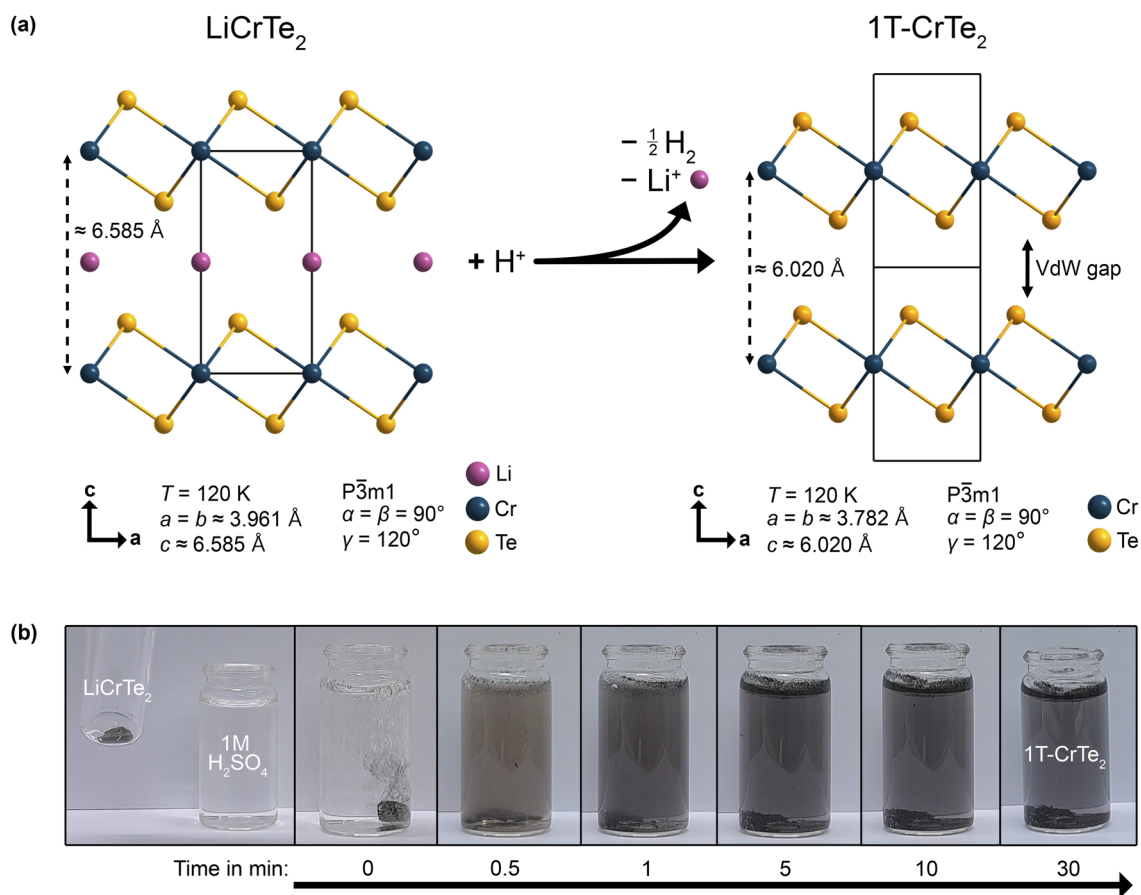 (a)
LiCrTe₂
1T-CrTe₂
≈ 6.585 Å
+ H⁺
– ½ H₂
– Li⁺
≈ 6.020 Å
VdW gap
c
a
T = 120 K
a = b ≈ 3.961 Å
c ≈ 6.585 Å
P3̅m1
α = β = 90°
γ = 120°
Li
Cr
Te
c
a
T = 120 K
a = b ≈ 3.782 Å
c ≈ 6.020 Å
P3̅m1
α = β = 90°
γ = 120°
Cr
Te
(b)
LiCrTe₂
1M
H₂SO₄
1T-CrTe₂
Time in min: 0 0.5 1 5 10 30